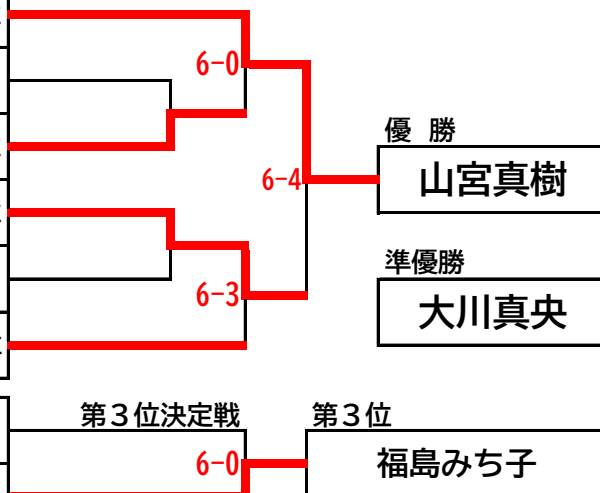 6-0
優 勝
6-4
山宮真樹
準優勝
6-3
大川真央
第３位決定戦
第３位
6-0
福島みち子